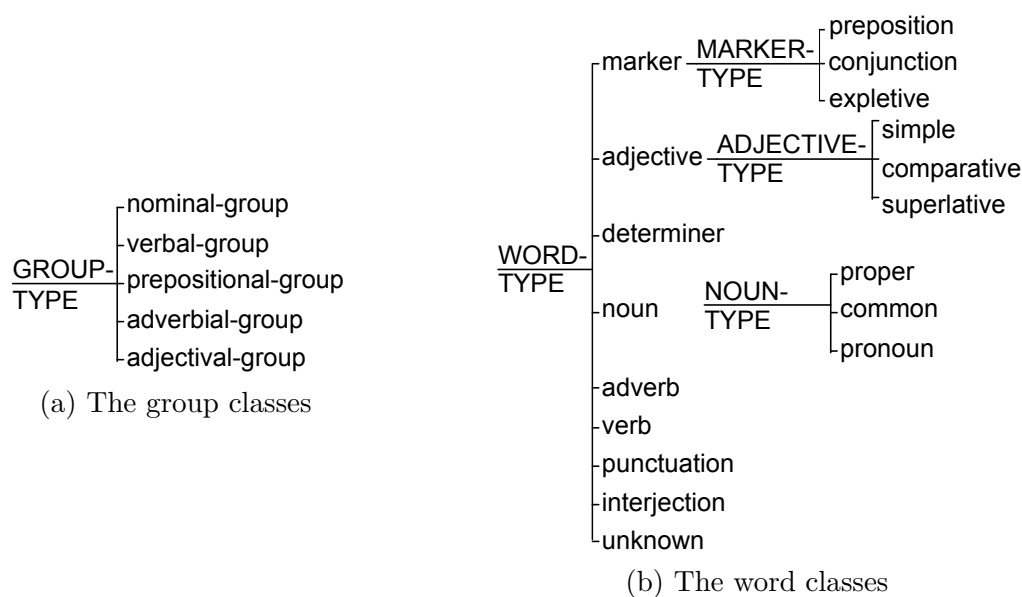 GROUP-
TYPE
nominal-group
verbal-group
prepositional-group
adverbial-group
adjectival-group
(a) The group classes
WORD-
TYPE
marker
MARKER-
TYPE
preposition
conjunction
expletive
adjective
ADJECTIVE-
TYPE
simple
comparative
superlative
determiner
noun
NOUN-
TYPE
proper
common
pronoun
adverb
verb
punctuation
interjection
unknown
(b) The word classes